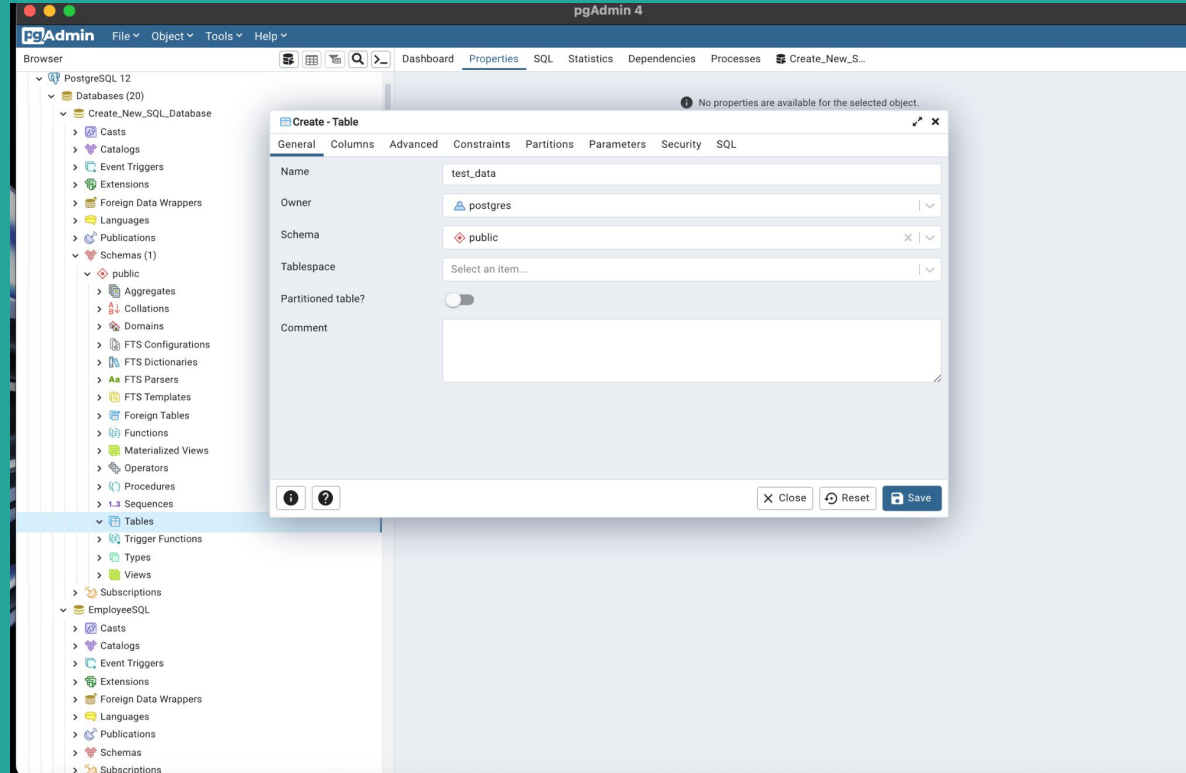 pgAdmin 4
pgAdmin File Object Tools Help
Browser
Dashboard Properties SQL Statistics Dependencies Processes Create_New_S...
PostgreSQL 12
Databases (20)
Create_New_SQL_Database
Casts
Catalogs
Event Triggers
Extensions
Foreign Data Wrappers
Languages
Publications
Schemas (1)
public
Aggregates
Collations
Domains
FTS Configurations
FTS Dictionaries
Aa FTS Parsers
FTS Templates
Foreign Tables
Functions
Materialized Views
Operators
Procedures
1..3 Sequences
Tables
Trigger Functions
Types
Views
Subscriptions
EmployeeSQL
Casts
Catalogs
Event Triggers
Extensions
Foreign Data Wrappers
Languages
Publications
Schemas
Subscriptions
No properties are available for the selected object.
Create - Table
General Columns Advanced Constraints Partitions Parameters Security SQL
Name test_data
Owner postgres
Schema public
Tablespace Select an item...
Partitioned table?
Comment
Close Reset Save